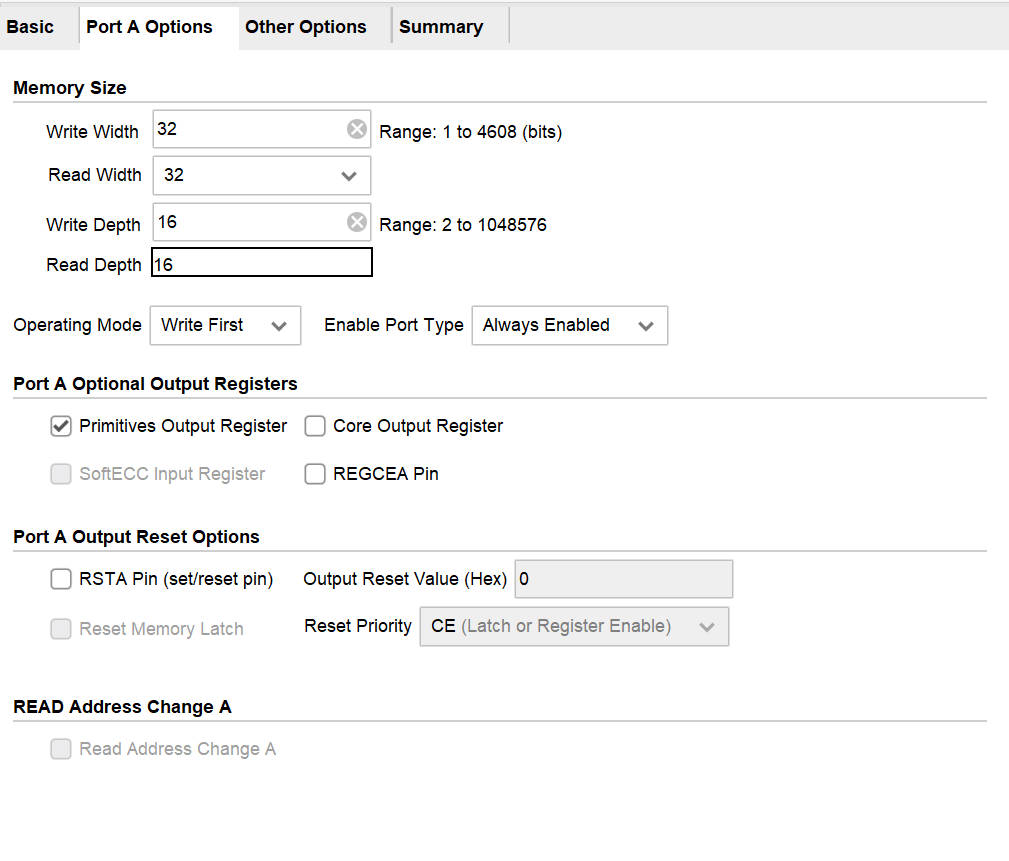 Basic Port A Options Other Options Summary
Memory Size
Write Width 32 Range: 1 to 4608 (bits)
Read Width 32
Write Depth 16 Range: 2 to 1048576
Read Depth 16
Operating Mode Write First Enable Port Type Always Enabled
Port A Optional Output Registers
Primitives Output Register Core Output Register
SoftECC Input Register REGCEA Pin
Port A Output Reset Options
RSTA Pin (set/reset pin) Output Reset Value (Hex) 0
Reset Memory Latch Reset Priority CE (Latch or Register Enable)
READ Address Change A
Read Address Change A